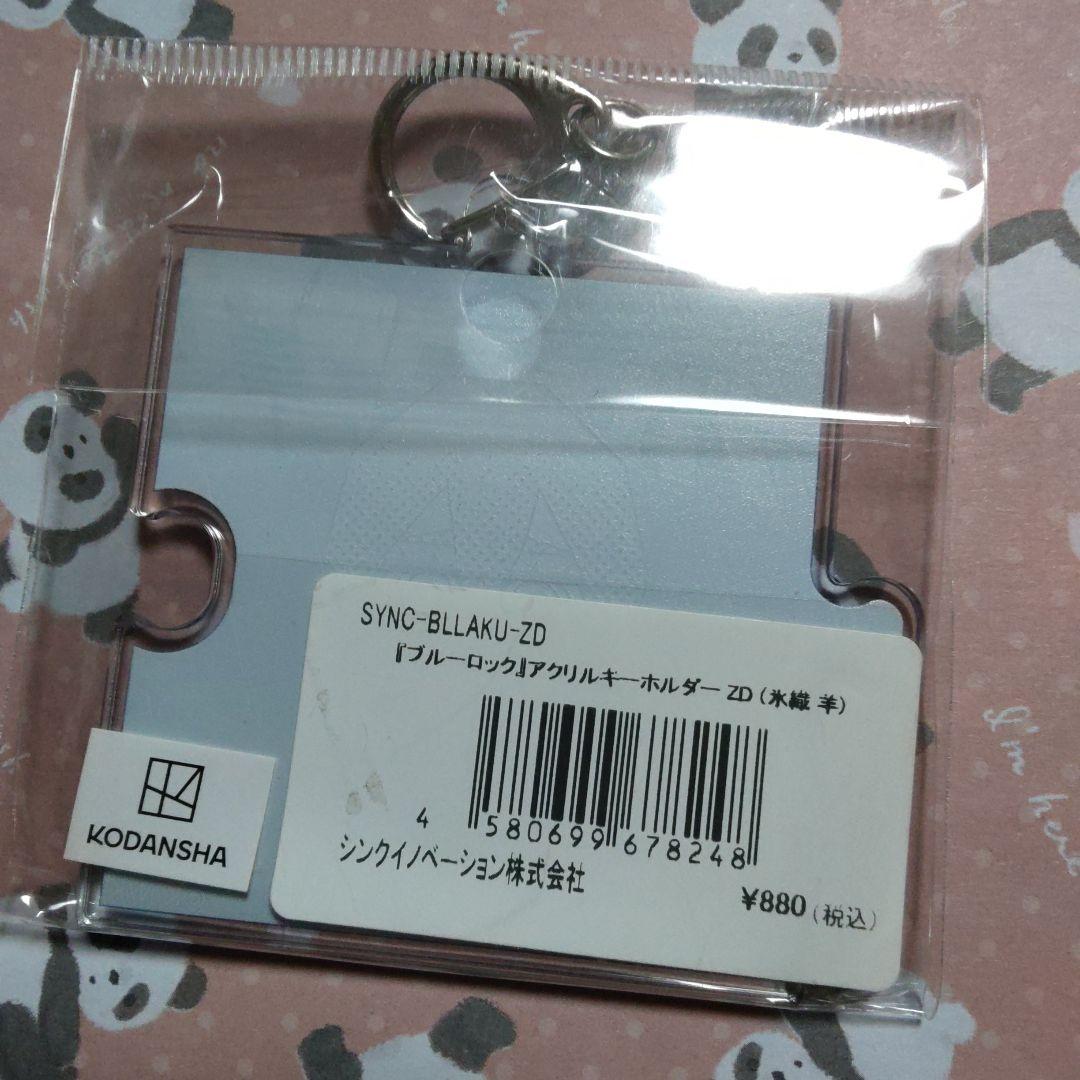 SYNC-BLLAKU-ZD
『ブルーロック』アクリルキーホルダー ZD（氷織 羊）
4 580699 678248
シンクイノベーション株式会社
¥880（税込）
KODANSHA
I'm here